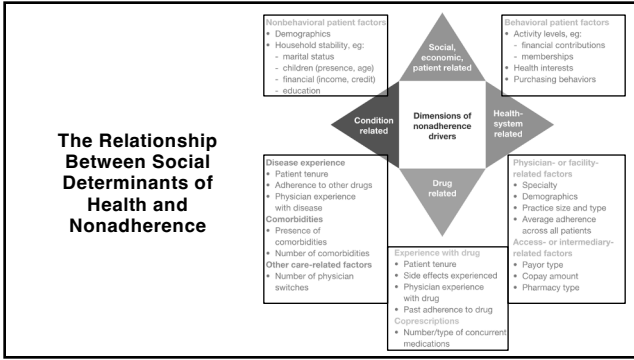 The Relationship
Between Social
Determinants of
Health and
Nonadherence
Nonbehavioral patient factors
• Demographics
• Household stability, eg:
- marital status
- children (presence, age)
- financial (income, credit)
- education
Social,
economic,
patient related
Behavioral patient factors
• Activity levels, eg:
- financial contributions
- memberships
• Health interests
• Purchasing behaviors
Condition
related
Dimensions of
nonadherence
drivers
Health-
system
related
Drug
related
Disease experience
• Patient tenure
• Adherence to other drugs
• Physician experience
with disease
Comorbidities
• Presence of
comorbidities
• Number of comorbidities
Other care-related factors
• Number of physician
switches
Experience with drug
• Patient tenure
• Side effects experienced
• Physician experience
with drug
• Past adherence to drug
Coprescriptions
• Number/type of concurrent
medications
Physician- or facility-
related factors
• Specialty
• Demographics
• Practice size and type
• Average adherence
across all patients
Access- or intermediary-
related factors
• Payor type
• Copay amount
• Pharmacy type